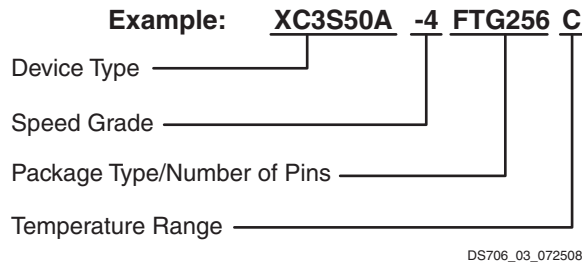 Example: XC3S50A -4 FTG256 C
Device Type
Speed Grade
Package Type/Number of Pins
Temperature Range
DS706_03_072508